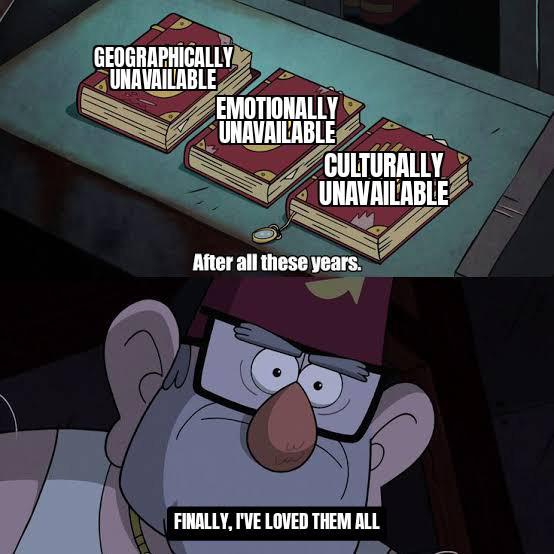 GEOGRAPHICALLY
UNAVAILABLE
EMOTIONALLY
UNAVAILABLE
CULTURALLY
UNAVAILABLE
After all these years.
FINALLY, I'VE LOVED THEM ALL